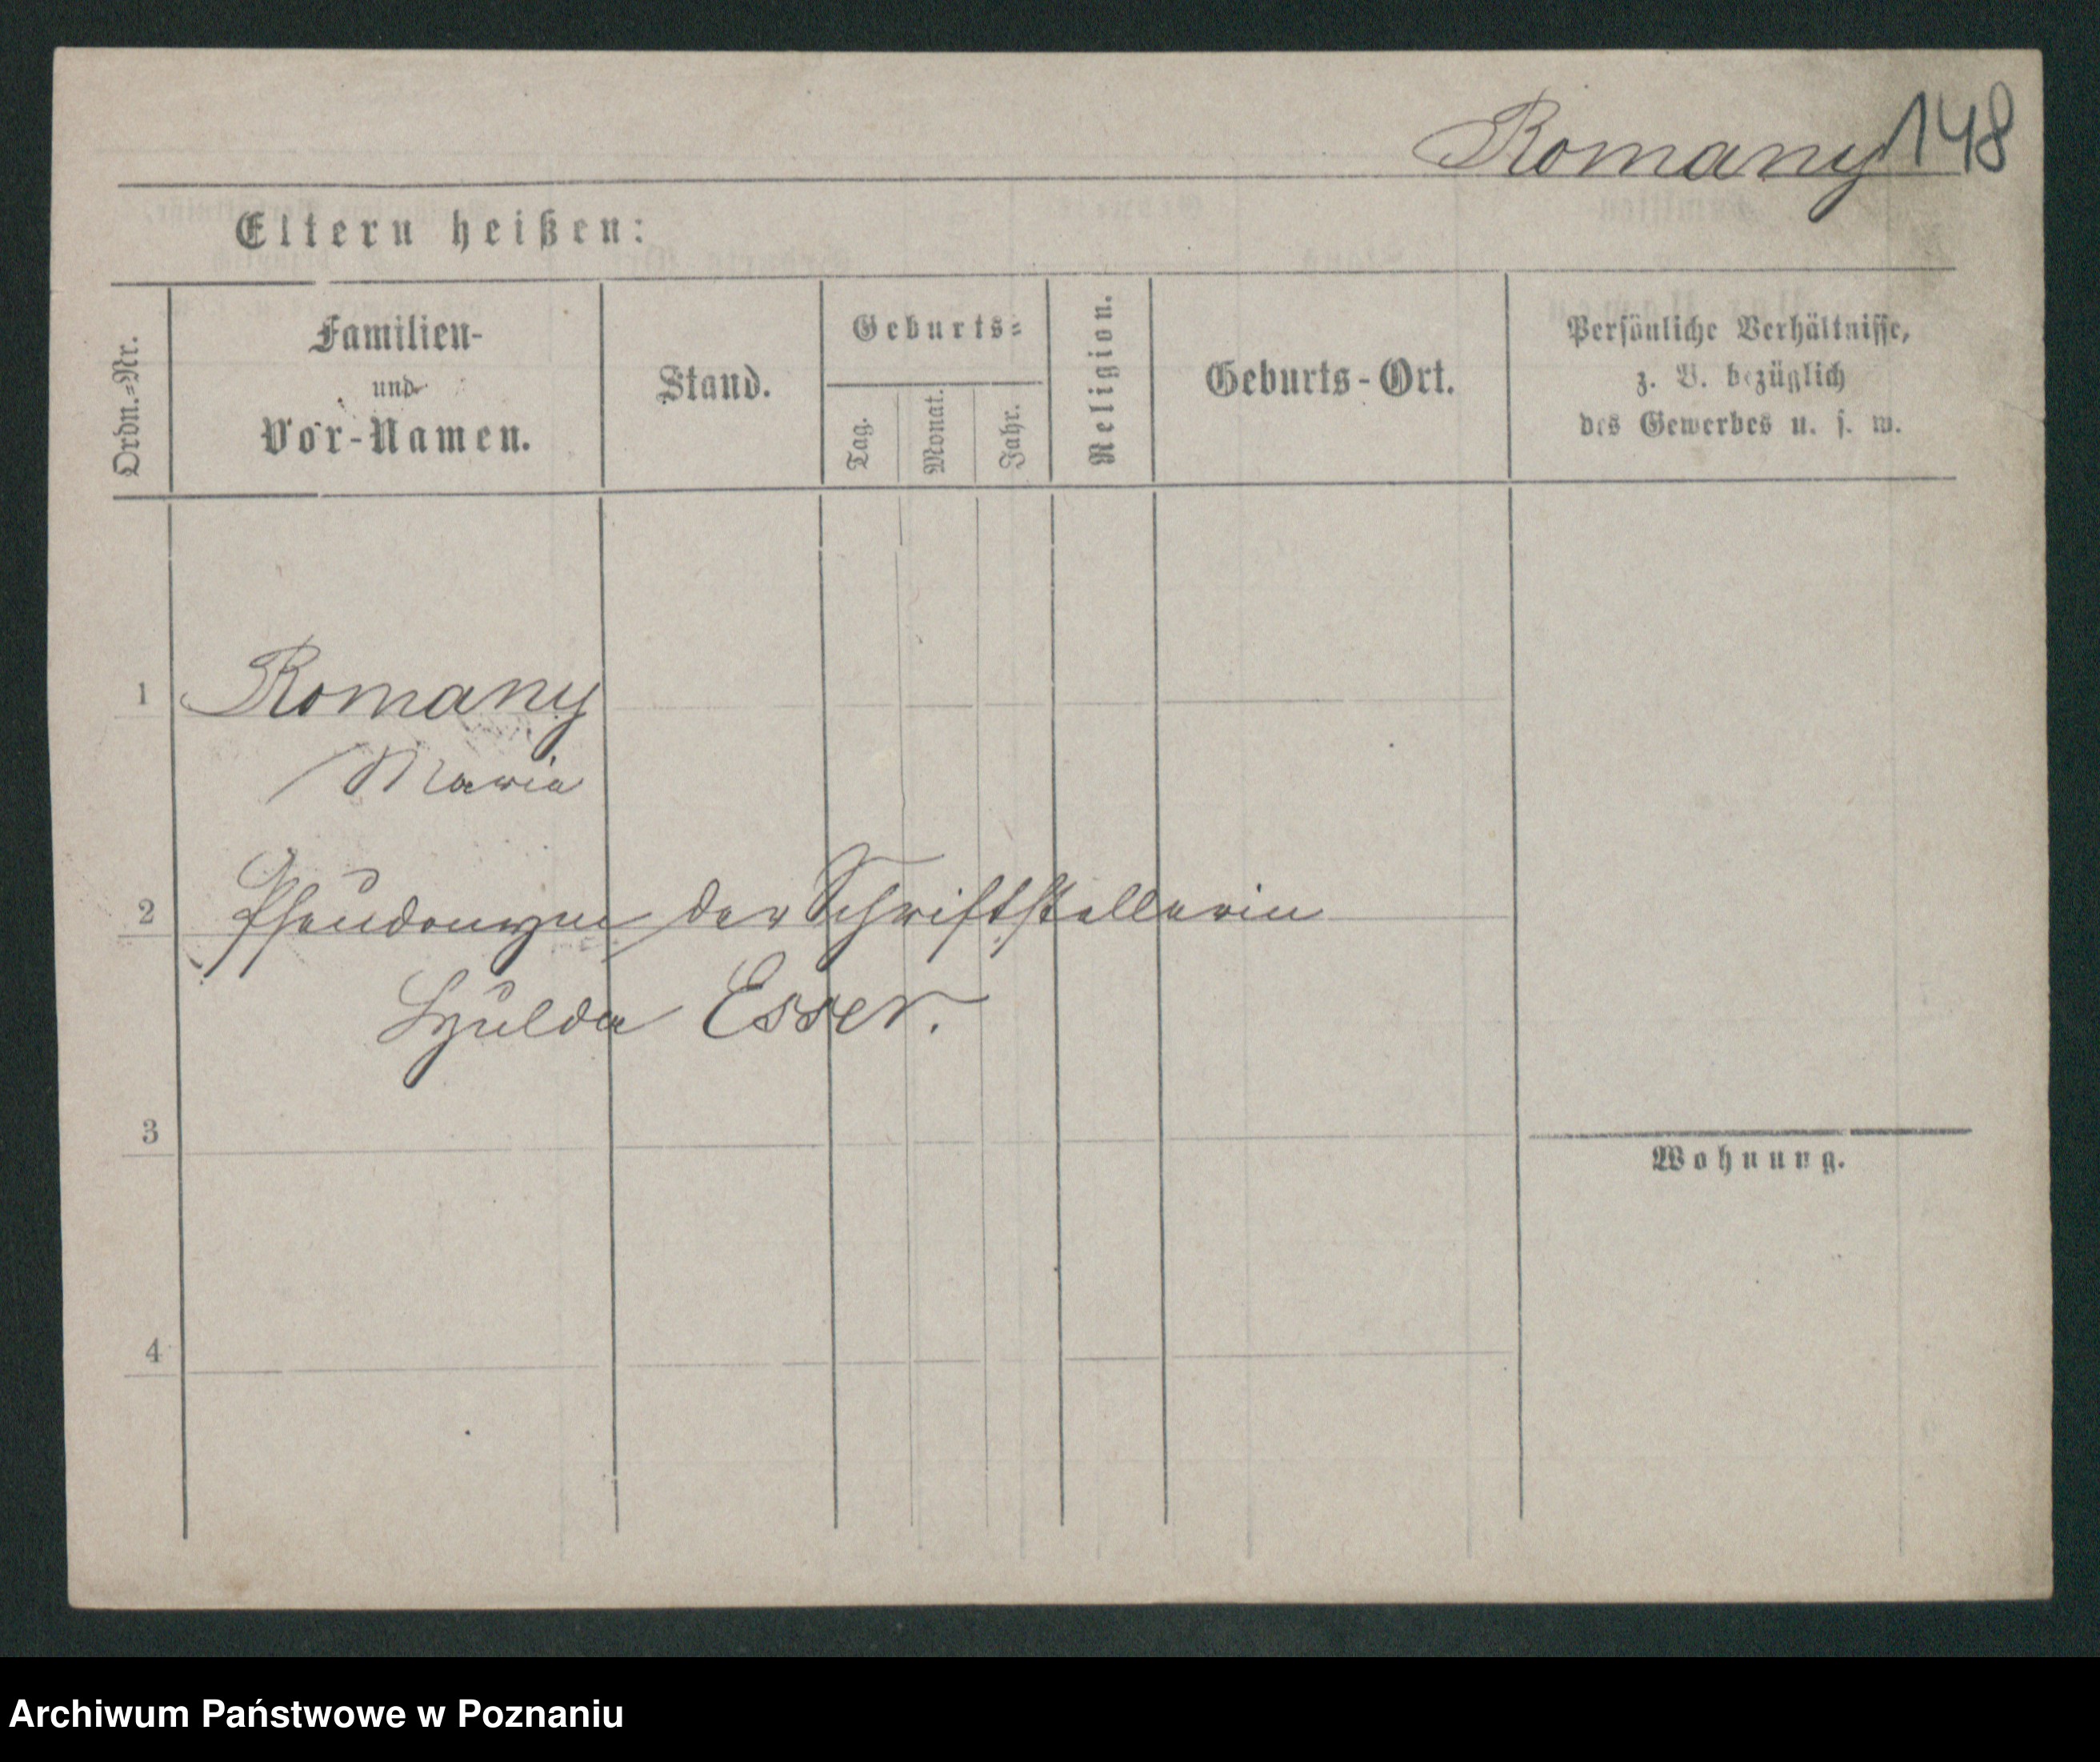 Romany
148
Eltern heißen:
Ordn.=Nr.
Familien-
und
Vor-Namen.
Stand.
Geburts=
Tag.
Monat.
Jahr.
Religion.
Geburts-Ort.
Persönliche Verhältnisse,
z. B. bezüglich
des Gewerbes u. s. w.
1
Romany
Maria
2
Pseudonym der Schriftstellerin
Hulda Esser.
3
Wohnung.
4
Archiwum Państwowe w Poznaniu